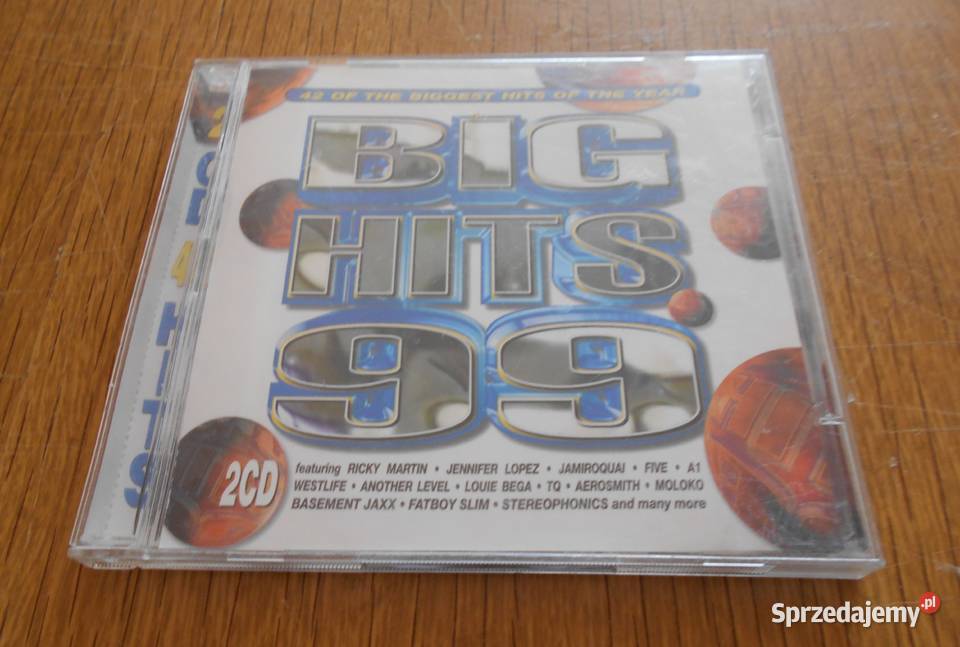 42 OF THE BIGGEST HITS OF THE YEAR
BIG
HITS
99
2CD
featuring RICKY MARTIN • JENNIFER LOPEZ • JAMIROQUAI • FIVE • A1
WESTLIFE • ANOTHER LEVEL • LOUIE BEGA • TQ • AEROSMITH • MOLOKO
BASEMENT JAXX • FATBOY SLIM • STEREOPHONICS and many more
4 HITS
Sprzedajemy.pl